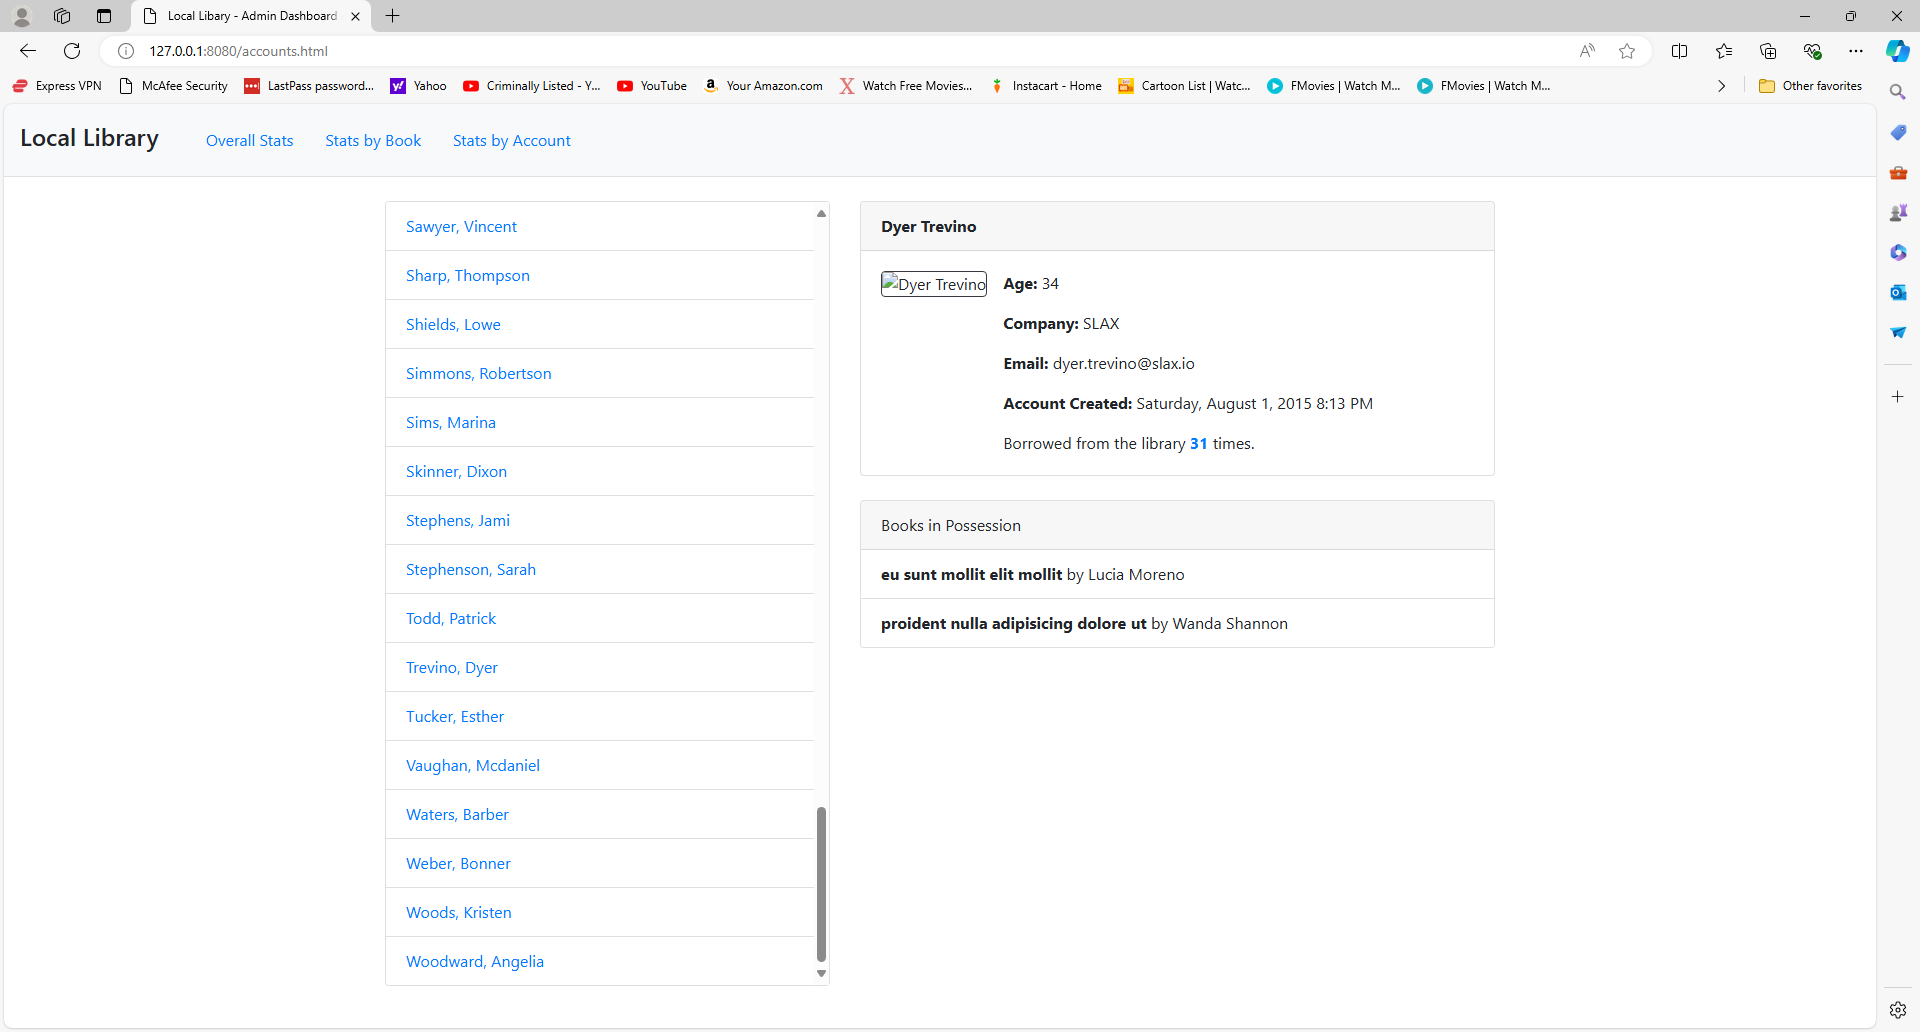 Local Libary - Admin Dashboard
127.0.0.1:8080/accounts.html
Express VPN McAfee Security LastPass password... Yahoo Criminally Listed - Y... YouTube Your Amazon.com Watch Free Movies... Instacart - Home Cartoon List | Watc... FMovies | Watch M... FMovies | Watch M... Other favorites
Local Library Overall Stats Stats by Book Stats by Account
Sawyer, Vincent
Sharp, Thompson
Shields, Lowe
Simmons, Robertson
Sims, Marina
Skinner, Dixon
Stephens, Jami
Stephenson, Sarah
Todd, Patrick
Trevino, Dyer
Tucker, Esther
Vaughan, Mcdaniel
Waters, Barber
Weber, Bonner
Woods, Kristen
Woodward, Angelia
Dyer Trevino
Dyer Trevino
Age: 34
Company: SLAX
Email: dyer.trevino@slax.io
Account Created: Saturday, August 1, 2015 8:13 PM
Borrowed from the library 31 times.
Books in Possession
eu sunt mollit elit mollit by Lucia Moreno
proident nulla adipisicing dolore ut by Wanda Shannon